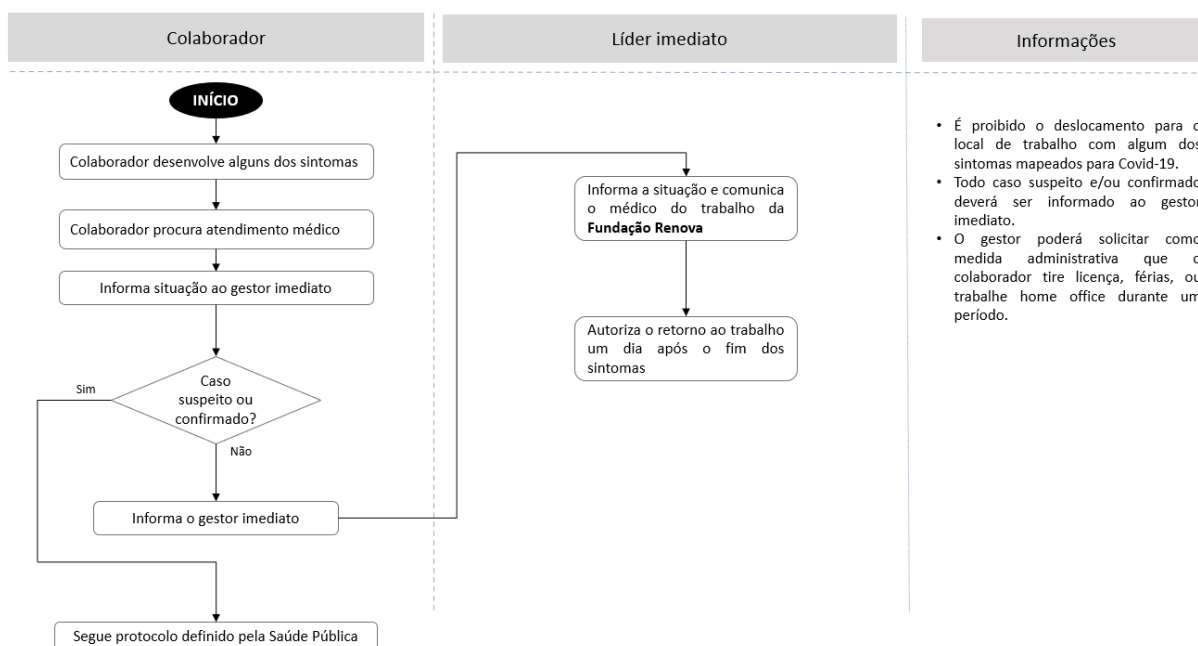 Colaborador
Líder imediato
Informações
INÍCIO
Colaborador desenvolve alguns dos sintomas
Colaborador procura atendimento médico
Informa situação ao gestor imediato
Caso
suspeito ou
confirmado?
Sim
Não
Informa o gestor imediato
Segue protocolo definido pela Saúde Pública
Informa a situação e comunica
o médico do trabalho da
Fundação Renova
Autoriza o retorno ao trabalho
um dia após o fim dos
sintomas
• É proibido o deslocamento para o
local de trabalho com algum dos
sintomas mapeados para Covid-19.
• Todo caso suspeito e/ou confirmado
deverá ser informado ao gestor
imediato.
• O gestor poderá solicitar como
medida administrativa que o
colaborador tire licença, férias, ou
trabalhe home office durante um
período.